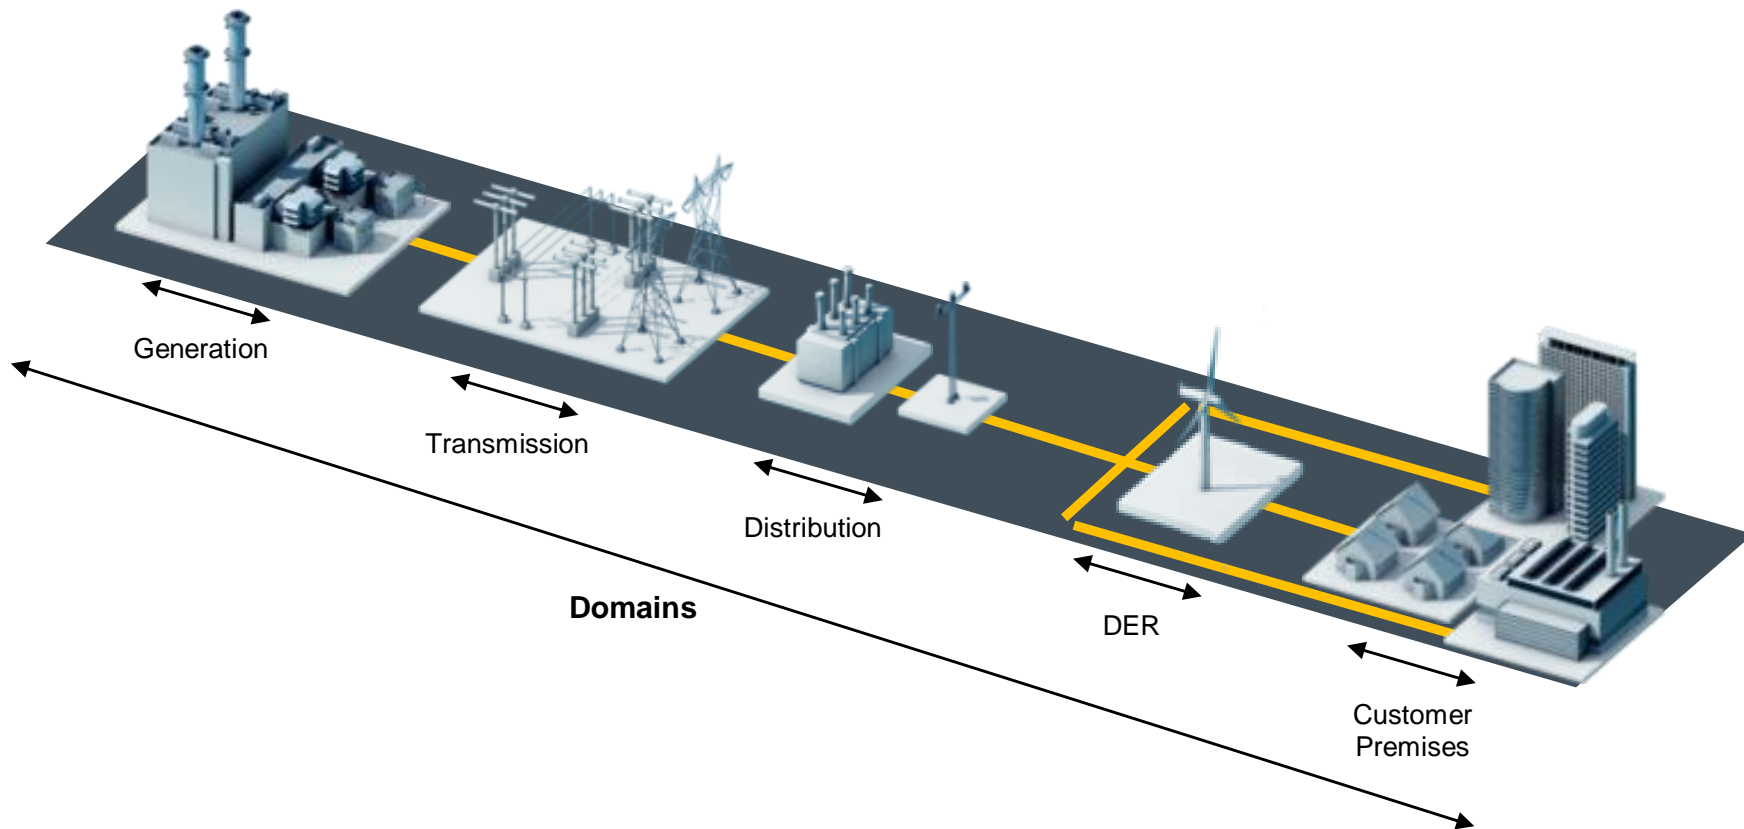 Generation
Transmission
Distribution
Domains
DER
Customer
Premises